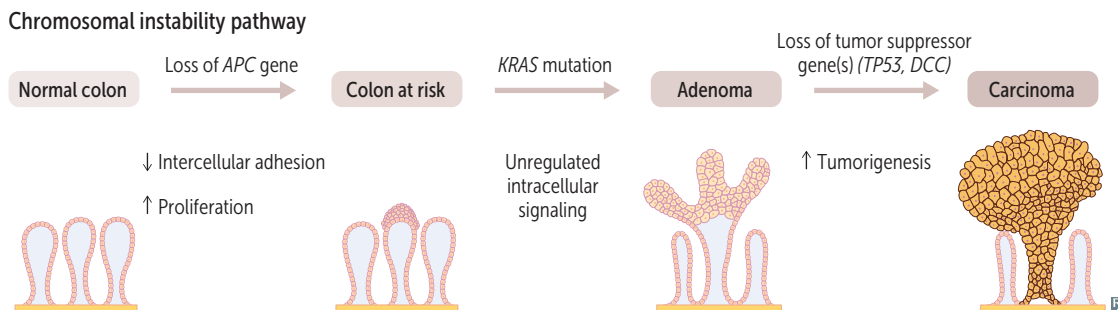 Chromosomal instability pathway
Normal colon
Loss of APC gene
Colon at risk
KRAS mutation
Adenoma
Loss of tumor suppressor
gene(s) (TP53, DCC)
Carcinoma
↓ Intercellular adhesion
↑ Proliferation
Unregulated
intracellular
signaling
↑ Tumorigenesis